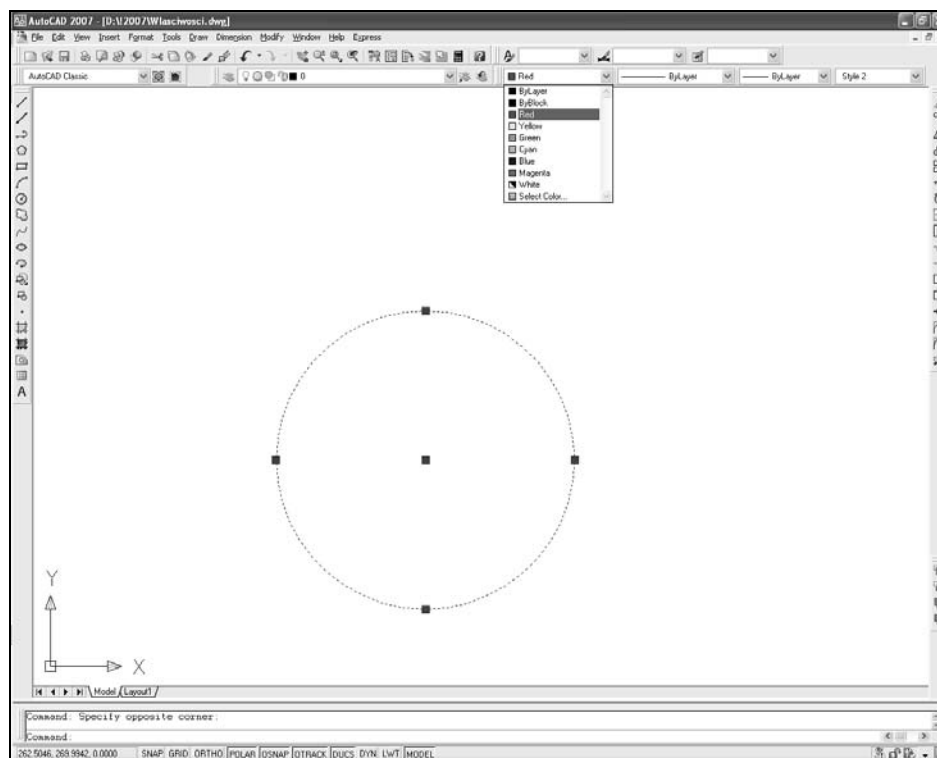 AutoCAD 2007 - [D:\!2007\Wlasciwosci.dwg]
File Edit View Insert Format Tools Draw Dimension Modify Window Help Express
AutoCAD Classic 0 Red ByLayer ByLayer Style 2
ByLayer
ByBlock
Red
Yellow
Green
Cyan
Blue
Magenta
White
Select Color...
A
Y
X
Model Layout1
Command: Specify opposite corner:
Command:
262.5046, 269.9942, 0.0000 SNAP GRID ORTHO POLAR OSNAP OTRACK DUCS DYN LWT MODEL